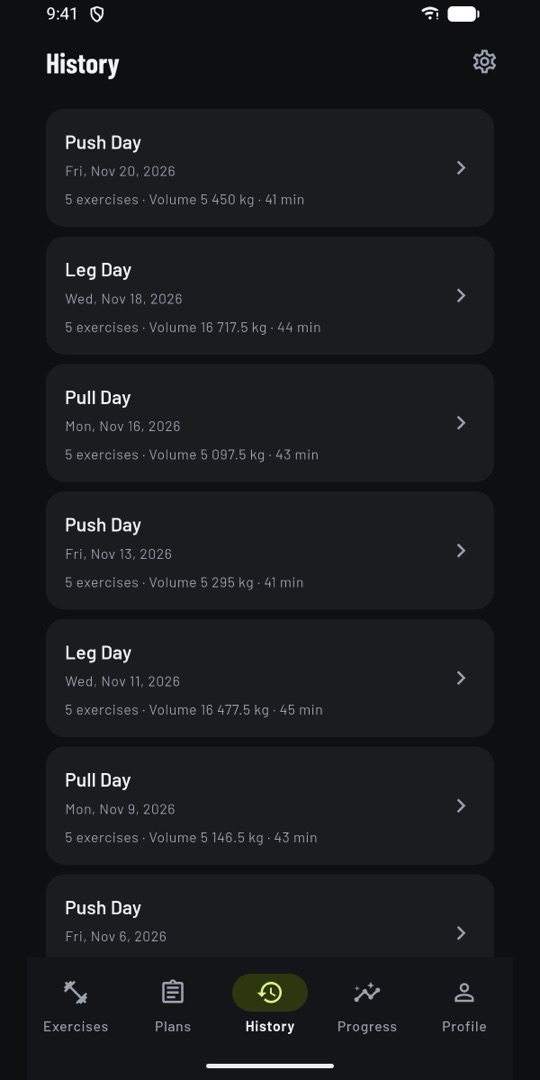 9:41
History
Push Day
Fri, Nov 20, 2026
5 exercises · Volume 5 450 kg · 41 min
Leg Day
Wed, Nov 18, 2026
5 exercises · Volume 16 717.5 kg · 44 min
Pull Day
Mon, Nov 16, 2026
5 exercises · Volume 5 097.5 kg · 43 min
Push Day
Fri, Nov 13, 2026
5 exercises · Volume 5 295 kg · 41 min
Leg Day
Wed, Nov 11, 2026
5 exercises · Volume 16 477.5 kg · 45 min
Pull Day
Mon, Nov 9, 2026
5 exercises · Volume 5 146.5 kg · 43 min
Push Day
Fri, Nov 6, 2026
Exercises Plans History Progress Profile